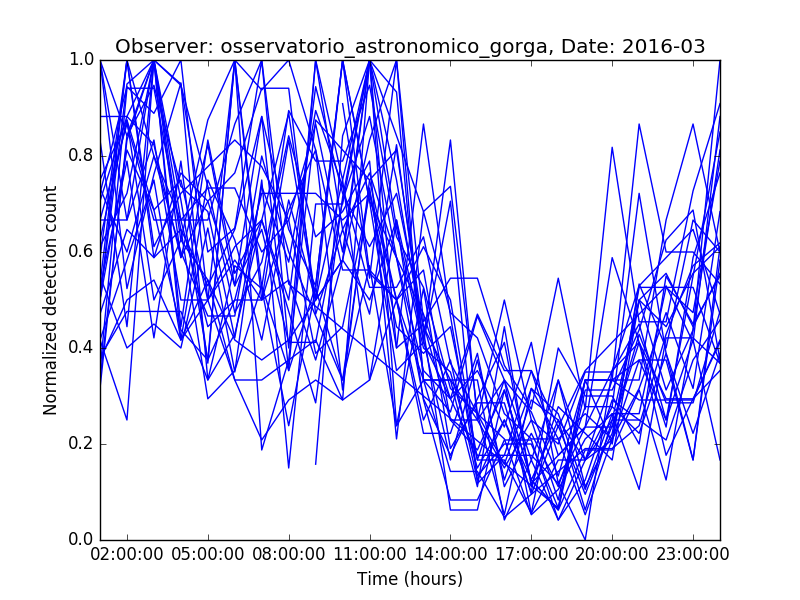 Observer: osservatorio_astronomico_gorga, Date: 2016-03
Normalized detection count
1.0
0.8
0.6
0.4
0.2
0.0
02:00:00 05:00:00 08:00:00 11:00:00 14:00:00 17:00:00 20:00:00 23:00:00
Time (hours)